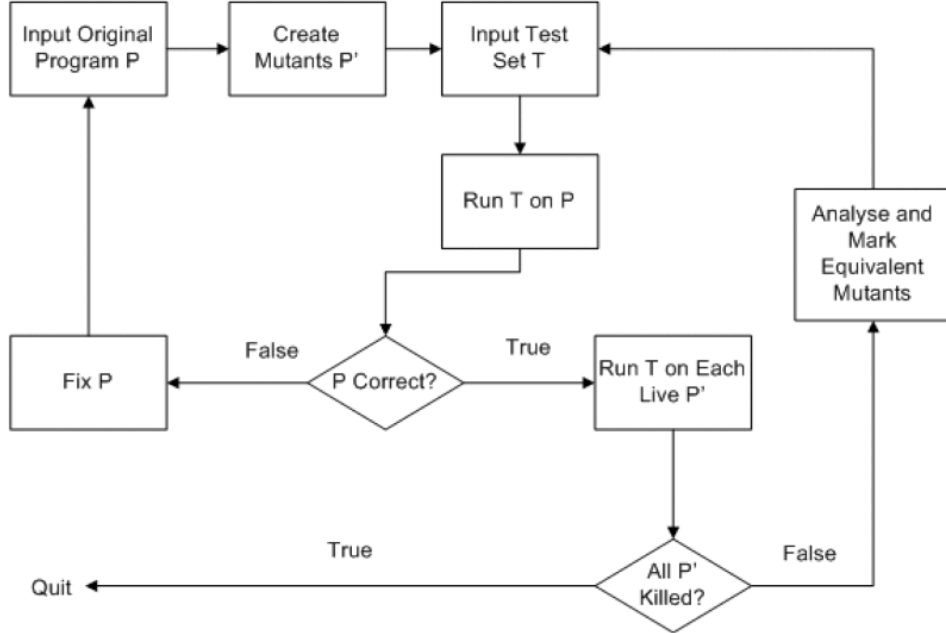 Input Original
Program P
Create
Mutants P'
Input Test
Set T
Run T on P
Analyse and
Mark
Equivalent
Mutants
False
True
Fix P
P Correct?
Run T on Each
Live P'
True
False
Quit
All P'
Killed?